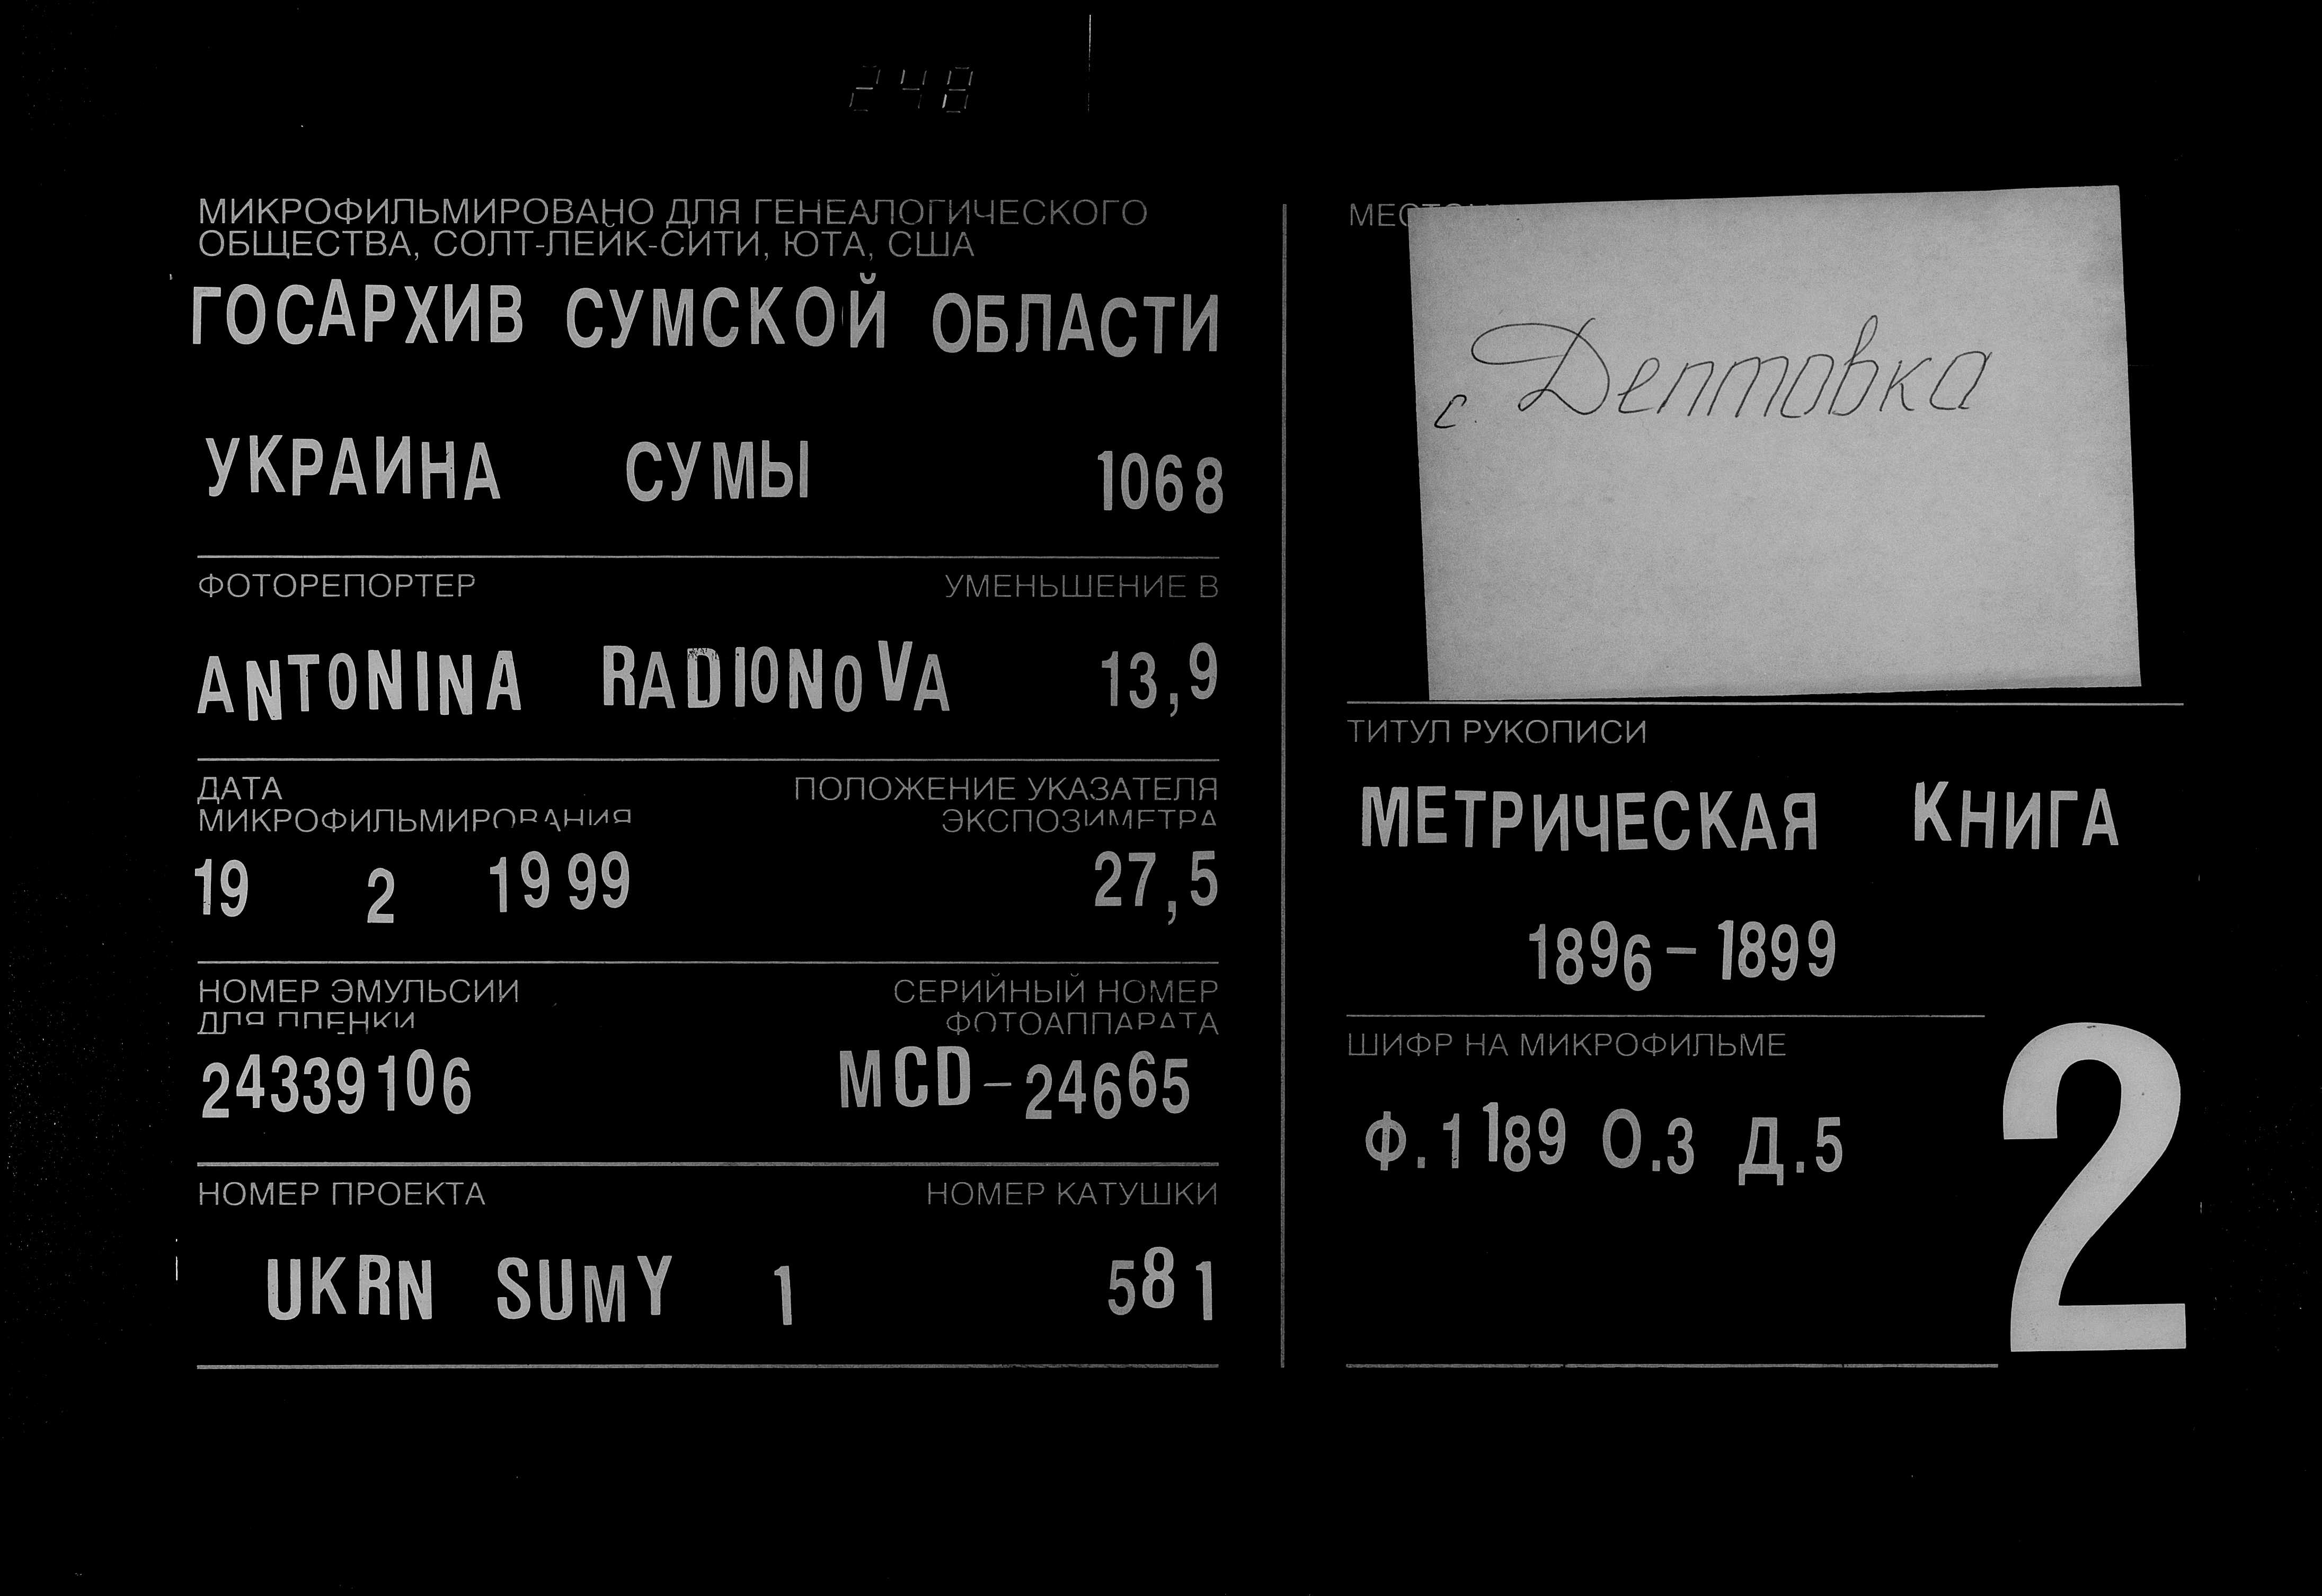 248
МИКРОФИЛЬМИРОВАНО ДЛЯ ГЕНЕАЛОГИЧЕСКОГО
ОБЩЕСТВА, СОЛТ-ЛЕЙК-СИТИ, ЮТА, США
ГОСАРХИВ СУМСКОЙ ОБЛАСТИ
УКРАИНА СУМЫ 1068
ФОТОРЕПОРТЕР УМЕНЬШЕНИЕ В
ANTONINA RADIONOVA 13,9
ДАТА ПОЛОЖЕНИЕ УКАЗАТЕЛЯ
МИКРОФИЛЬМИРОВАНИЯ ЭКСПОЗИМЕТРА
19 2 1999 27,5
НОМЕР ЭМУЛЬСИИ СЕРИЙНЫЙ НОМЕР
ДЛЯ ПЛЕНКИ ФОТОАППАРАТА
24339106 MCD-24665
НОМЕР ПРОЕКТА НОМЕР КАТУШКИ
UKRN SUMY 1 581
с. Дептовка
ТИТУЛ РУКОПИСИ
МЕТРИЧЕСКАЯ КНИГА
1896-1899
ШИФР НА МИКРОФИЛЬМЕ
Ф.1189 О.3 Д.5
2